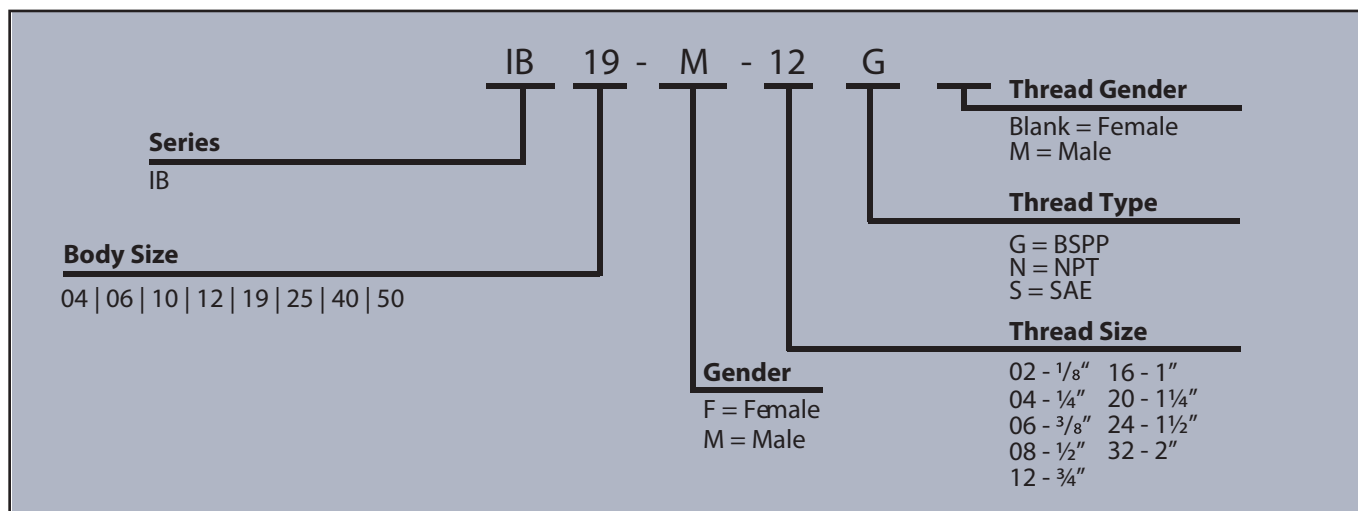 IB 19 - M - 12 G
Thread Gender
Blank = Female
M = Male
Series
IB
Thread Type
G = BSPP
N = NPT
S = SAE
Body Size
04 | 06 | 10 | 12 | 19 | 25 | 40 | 50
Thread Size
02 - ⅛“ 16 - 1”
04 - ¼” 20 - 1¼”
06 - ⅜” 24 - 1½”
08 - ½” 32 - 2”
12 - ¾”
Gender
F = Female
M = Male